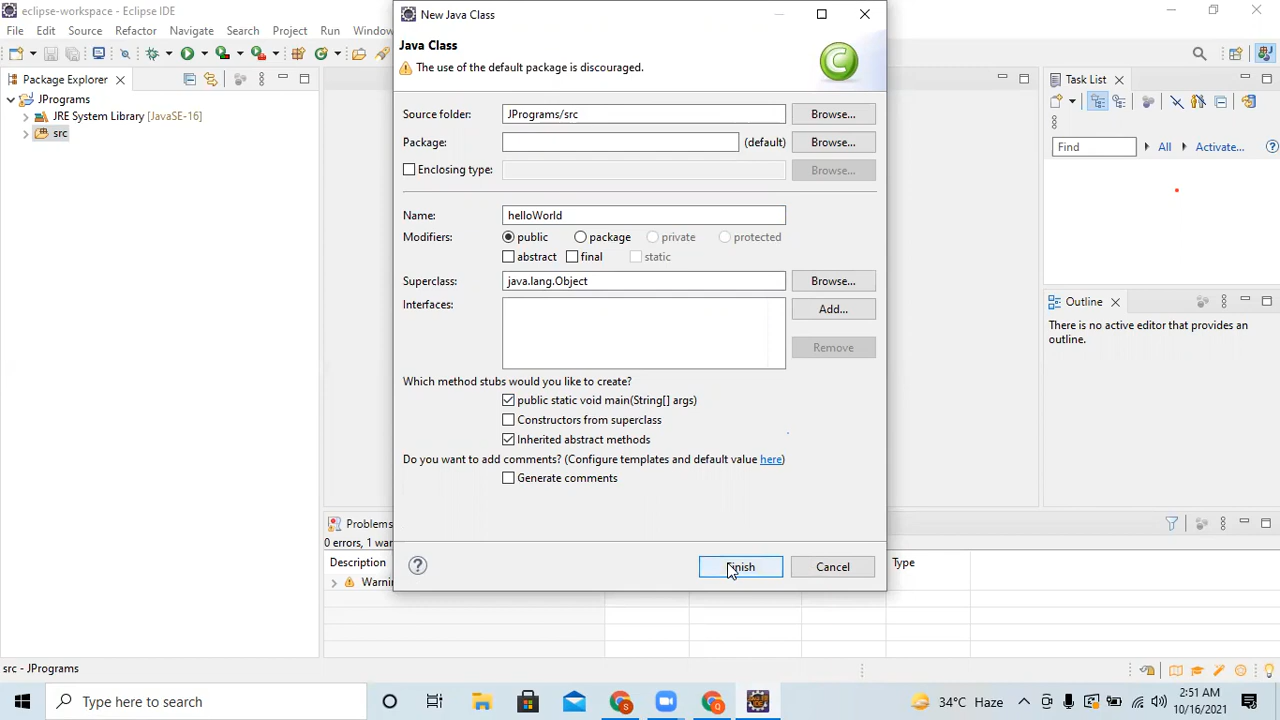 eclipse-workspace - Eclipse IDE
New Java Class
File Edit Source Refactor Navigate Search Project Run Window
Java Class
The use of the default package is discouraged.
Package Explorer
Task List
JPrograms
JRE System Library [JavaSE-16]
src
Source folder: JPrograms/src Browse...
Package: (default) Browse...
Enclosing type: Browse...
Find All Activate...
Name: helloWorld
Modifiers: public package private protected
abstract final static
Superclass: java.lang.Object Browse...
Interfaces: Add...
Remove
Outline
There is no active editor that provides an
outline.
Which method stubs would you like to create?
public static void main(String[] args)
Constructors from superclass
Inherited abstract methods
Do you want to add comments? (Configure templates and default value here)
Generate comments
Problems
0 errors, 1
Description Type
Finish Cancel
src - JPrograms
Type here to search
34°C Haze
2:51 AM
10/16/2021